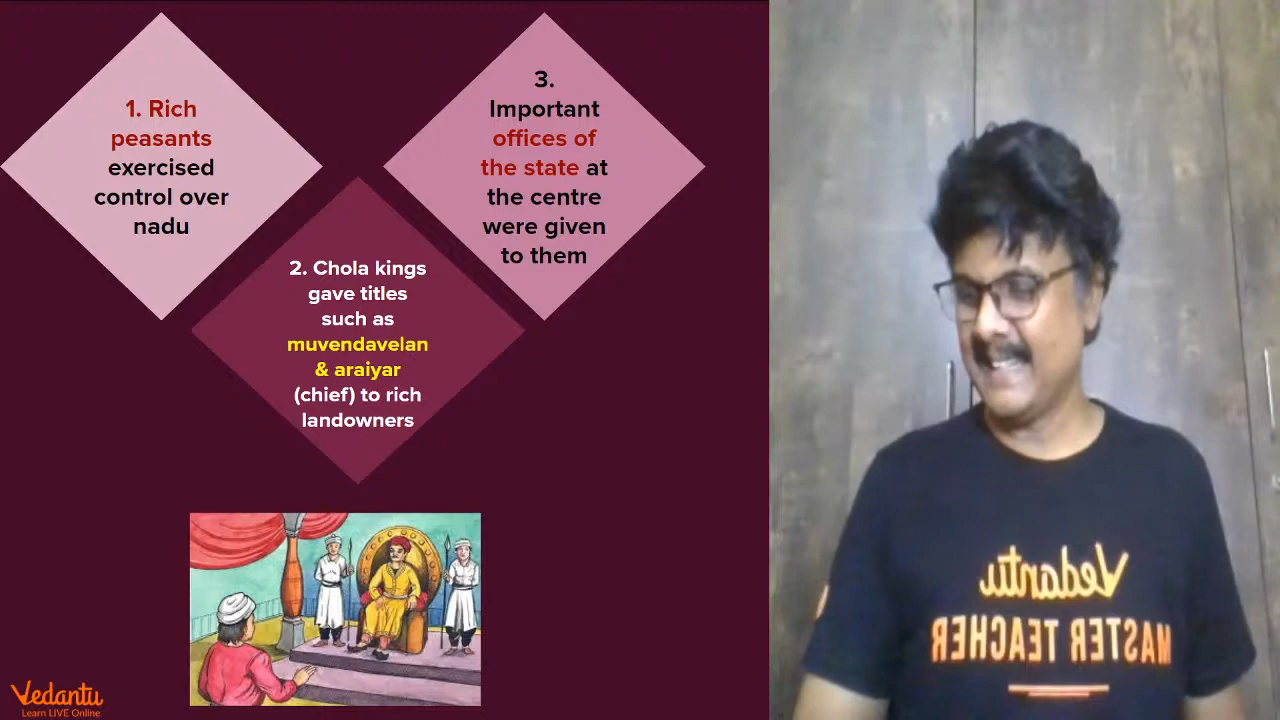 1. Rich
peasants
exercised
control over
nadu
2. Chola kings
gave titles
such as
muvendavelan
& araiyar
(chief) to rich
landowners
3.
Important
offices of
the state at
the centre
were given
to them
Vedantu
Learn LIVE Online
Vedantu
MASTER TEACHER